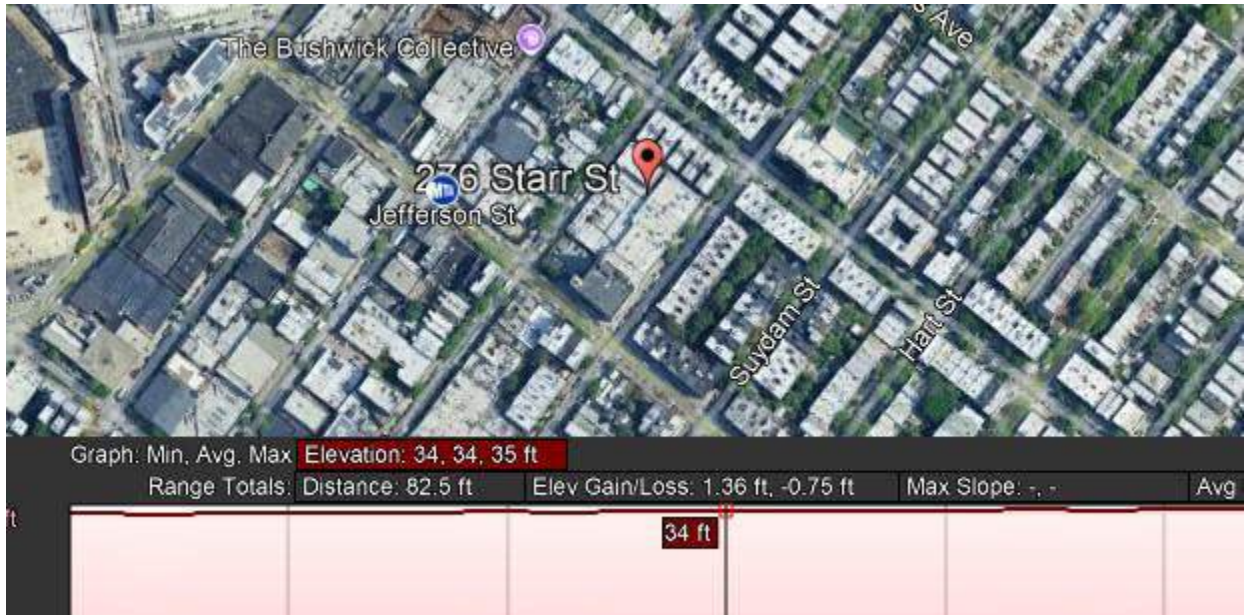 s Ave
The Bushwick Collective
276 Starr St
Jefferson St
Suydam St
Hart St
Graph: Min, Avg, Max Elevation: 34, 34, 35 ft
Range Totals: Distance: 82.5 ft Elev Gain/Loss: 1.36 ft, -0.75 ft Max Slope: -, - Avg
ft
34 ft